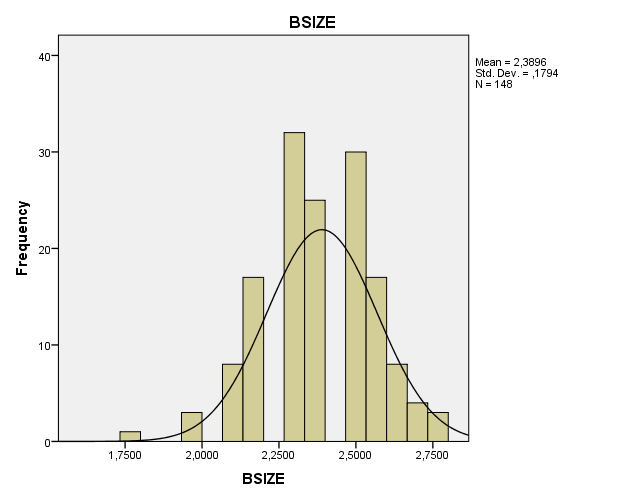 BSIZE
Mean = 2,3896
Std. Dev. = ,1794
N = 148
40
30
20
10
0
Frequency
1,7500 2,0000 2,2500 2,5000 2,7500
BSIZE